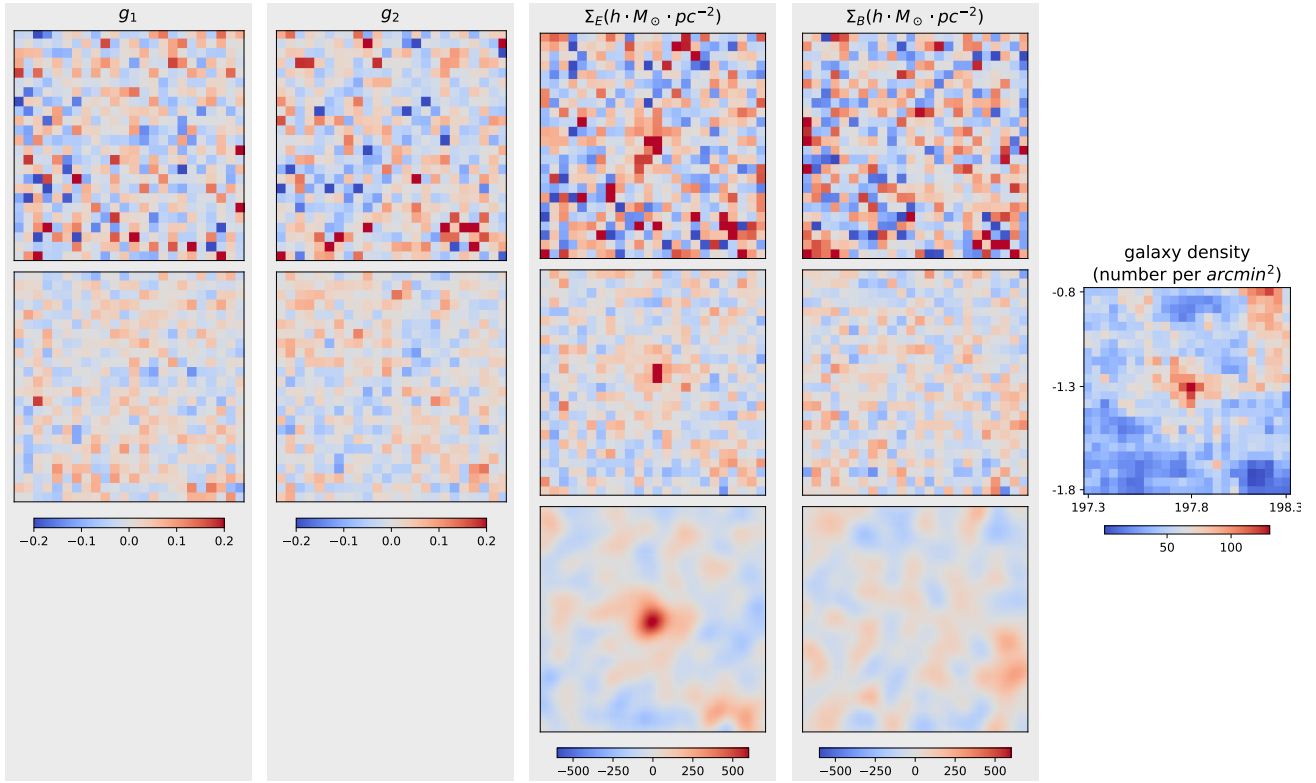 g₁
g₂
Σ_E(h · M_⊙ · pc⁻²)
Σ_B(h · M_⊙ · pc⁻²)
−0.2 −0.1 0.0 0.1 0.2
−0.2 −0.1 0.0 0.1 0.2
−500 −250 0 250 500
−500 −250 0 250 500
galaxy density
(number per arcmin²)
-0.8
-1.3
-1.8
197.3 197.8 198.3
50 100